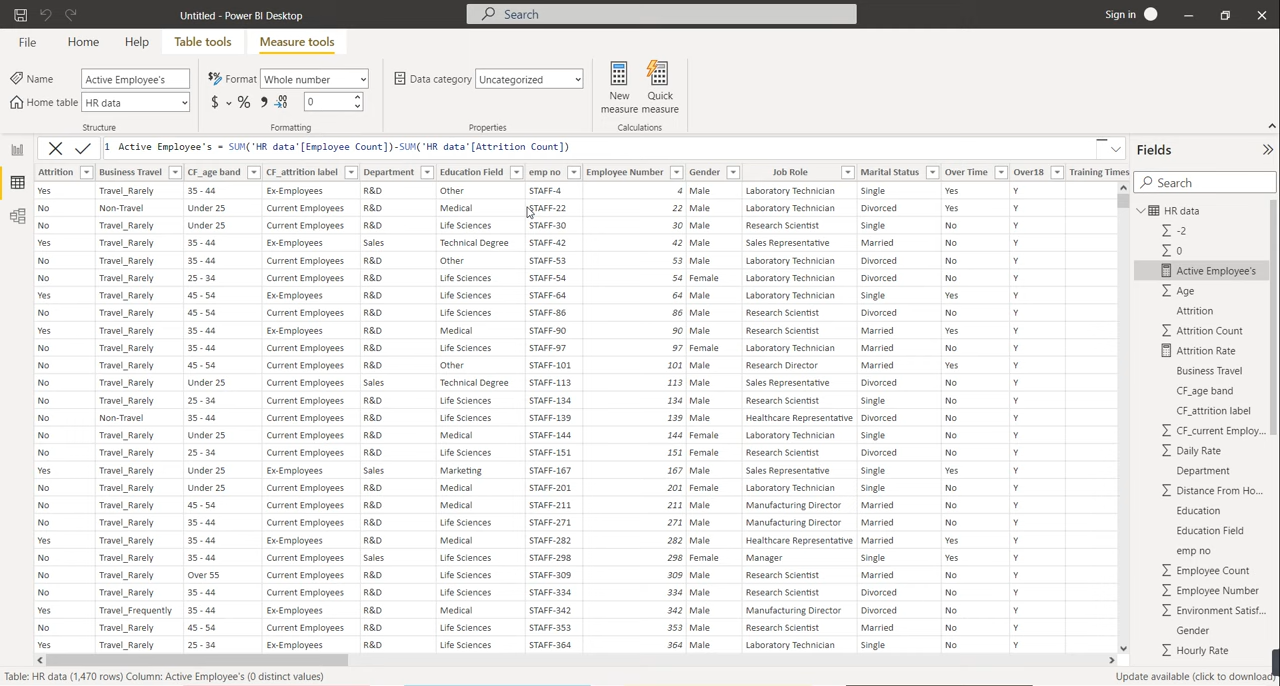 Untitled - Power BI Desktop
Search
Sign in
File Home Help Table tools Measure tools
Name Active Employee's
Home table HR data
Structure
Format Whole number
$ % 9 .00 0
Formatting
Data category Uncategorized
Properties
New measure
Quick measure
Calculations
1 Active Employee's = SUM('HR data'[Employee Count])-SUM('HR data'[Attrition Count])
Attrition Business Travel CF_age band CF_attrition label Department Education Field emp no Employee Number Gender Job Role Marital Status Over Time Over18 Training Times
Yes Travel_Rarely 35 - 44 Ex-Employees R&D Other STAFF-4 4 Male Laboratory Technician Single Yes Y
No Non-Travel Under 25 Current Employees R&D Medical STAFF-22 22 Male Laboratory Technician Divorced Yes Y
No Travel_Rarely Under 25 Current Employees R&D Life Sciences STAFF-30 30 Male Research Scientist Single No Y
Yes Travel_Rarely 35 - 44 Ex-Employees Sales Technical Degree STAFF-42 42 Male Sales Representative Married No Y
No Travel_Rarely 35 - 44 Current Employees R&D Other STAFF-53 53 Male Laboratory Technician Divorced No Y
No Travel_Rarely 25 - 34 Current Employees R&D Life Sciences STAFF-54 54 Female Laboratory Technician Divorced No Y
Yes Travel_Rarely 45 - 54 Ex-Employees R&D Life Sciences STAFF-64 64 Male Laboratory Technician Single Yes Y
No Travel_Rarely 45 - 54 Current Employees R&D Life Sciences STAFF-86 86 Male Research Scientist Divorced No Y
Yes Travel_Rarely 35 - 44 Ex-Employees R&D Medical STAFF-90 90 Male Research Scientist Married Yes Y
No Travel_Rarely 35 - 44 Current Employees R&D Life Sciences STAFF-97 97 Female Laboratory Technician Married No Y
No Travel_Rarely 45 - 54 Current Employees R&D Other STAFF-101 101 Male Research Director Married Yes Y
No Travel_Rarely Under 25 Current Employees Sales Technical Degree STAFF-113 113 Male Sales Representative Divorced No Y
No Travel_Rarely 25 - 34 Current Employees R&D Life Sciences STAFF-134 134 Male Research Scientist Single No Y
No Non-Travel 35 - 44 Current Employees R&D Life Sciences STAFF-139 139 Male Healthcare Representative Divorced No Y
No Travel_Rarely Under 25 Current Employees R&D Medical STAFF-144 144 Female Laboratory Technician Single No Y
No Travel_Rarely 25 - 34 Current Employees R&D Life Sciences STAFF-151 151 Female Research Scientist Married No Y
Yes Travel_Rarely Under 25 Ex-Employees Sales Marketing STAFF-167 167 Male Sales Representative Single Yes Y
No Travel_Rarely Under 25 Current Employees R&D Medical STAFF-201 201 Female Laboratory Technician Divorced No Y
No Travel_Rarely 45 - 54 Current Employees R&D Medical STAFF-211 211 Male Manufacturing Director Married No Y
No Travel_Rarely 35 - 44 Current Employees R&D Life Sciences STAFF-271 271 Male Manufacturing Director Married No Y
Yes Travel_Rarely 35 - 44 Ex-Employees R&D Medical STAFF-282 282 Male Healthcare Representative Married Yes Y
No Travel_Rarely 35 - 44 Current Employees Sales Life Sciences STAFF-298 298 Female Manager Single Yes Y
No Travel_Rarely Over 55 Current Employees R&D Life Sciences STAFF-309 309 Male Research Scientist Married No Y
No Travel_Rarely 35 - 44 Current Employees R&D Life Sciences STAFF-334 334 Male Research Scientist Divorced No Y
Yes Travel_Frequently 35 - 44 Ex-Employees R&D Medical STAFF-342 342 Male Manufacturing Director Divorced No Y
No Travel_Rarely 45 - 54 Current Employees R&D Life Sciences STAFF-353 353 Male Research Scientist Married No Y
Yes Travel_Rarely 25 - 34 Ex-Employees R&D Life Sciences STAFF-364 364 Male Laboratory Technician Single Yes Y
Fields
Search
HR data
-2
0
Active Employee's
Age
Attrition
Attrition Count
Attrition Rate
Business Travel
CF_age band
CF_attrition label
CF_current Employ...
Daily Rate
Department
Distance From Ho...
Education
Education Field
emp no
Employee Count
Employee Number
Environment Satisf...
Gender
Hourly Rate
Table: HR data (1,470 rows) Column: Active Employee's (0 distinct values)
Update available (click to download)